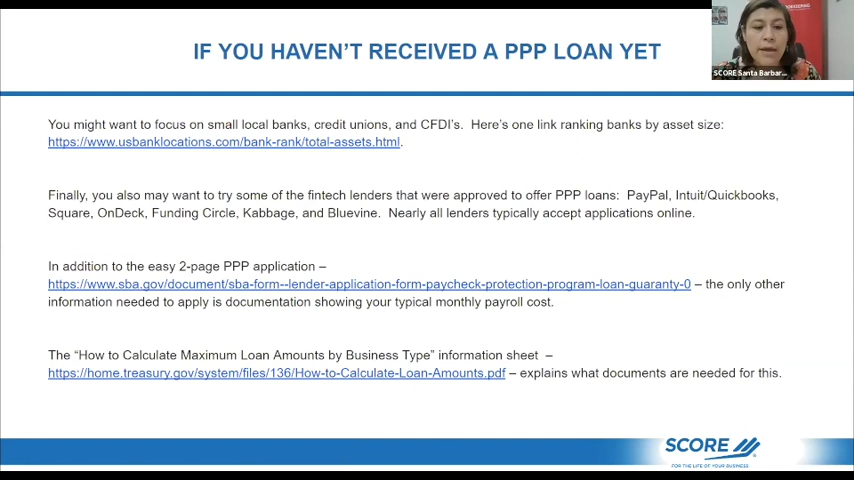 IF YOU HAVEN'T RECEIVED A PPP LOAN YET
SCORE Santa Barbar...
You might want to focus on small local banks, credit unions, and CFDI's. Here's one link ranking banks by asset size:
https://www.usbanklocations.com/bank-rank/total-assets.html.
Finally, you also may want to try some of the fintech lenders that were approved to offer PPP loans: PayPal, Intuit/Quickbooks,
Square, OnDeck, Funding Circle, Kabbage, and Bluevine. Nearly all lenders typically accept applications online.
In addition to the easy 2-page PPP application –
https://www.sba.gov/document/sba-form--lender-application-form-paycheck-protection-program-loan-guaranty-0 – the only other
information needed to apply is documentation showing your typical monthly payroll cost.
The “How to Calculate Maximum Loan Amounts by Business Type” information sheet –
https://home.treasury.gov/system/files/136/How-to-Calculate-Loan-Amounts.pdf – explains what documents are needed for this.
SCORE
FOR THE LIFE OF YOUR BUSINESS